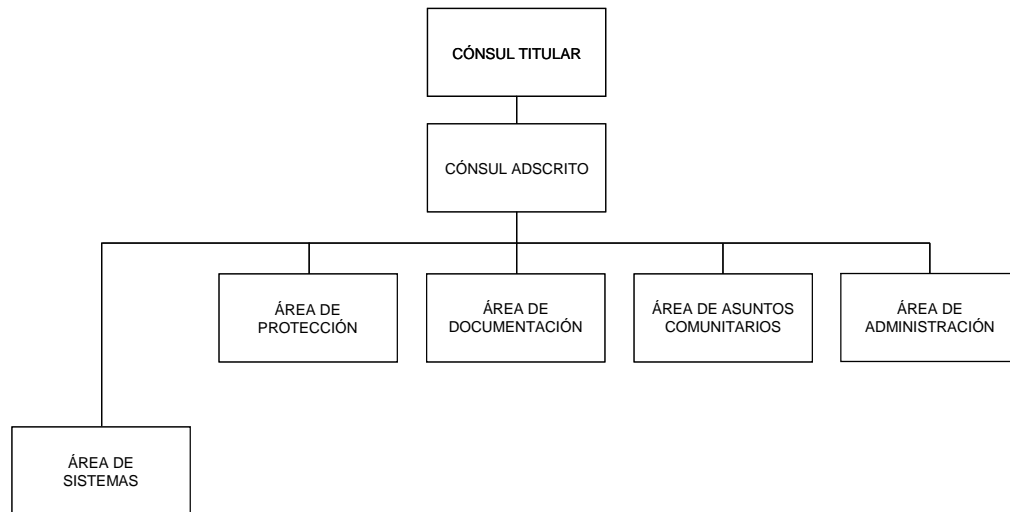 CÓNSUL TITULAR
CÓNSUL ADSCRITO
ÁREA DE
PROTECCIÓN
ÁREA DE
DOCUMENTACIÓN
ÁREA DE ASUNTOS
COMUNITARIOS
ÁREA DE
ADMINISTRACIÓN
ÁREA DE
SISTEMAS